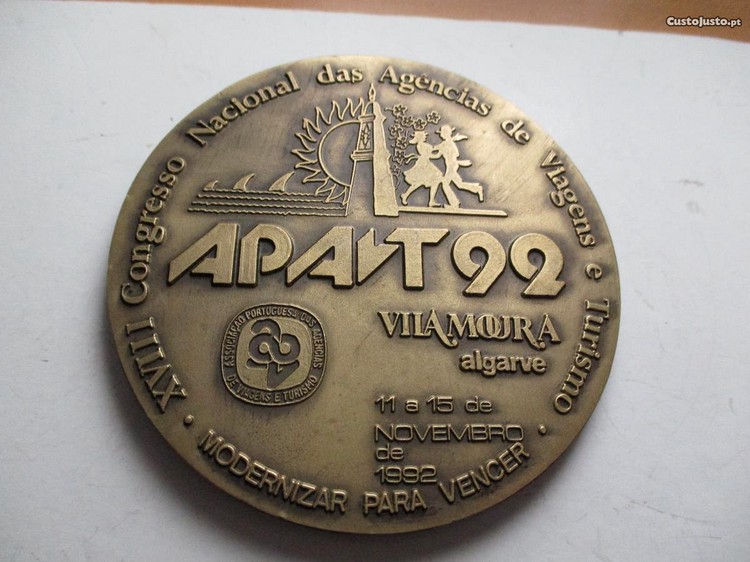 CustoJusto.pt
XVIII Congresso Nacional das Agências de Viagens e Turismo
APAVT 92
VILAMOURA
algarve
ASSOCIAÇÃO PORTUGUESA DAS AGÊNCIAS
DE VIAGENS E TURISMO
11 a 15 de
NOVEMBRO
de
1992
• MODERNIZAR PARA VENCER •